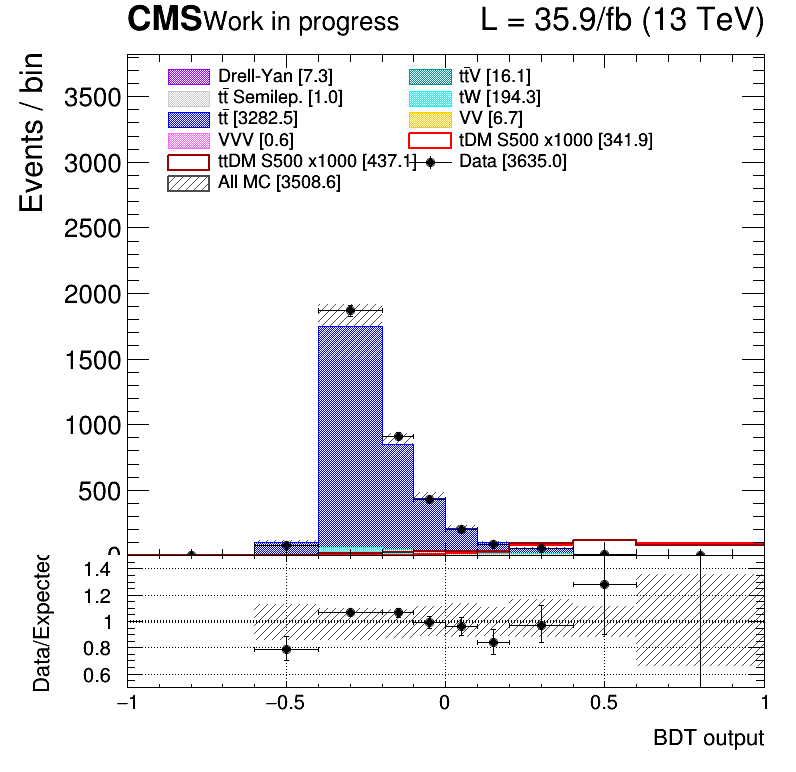 CMS Work in progress L = 35.9/fb (13 TeV)
Events / bin
Drell-Yan [7.3] tt̄V [16.1]
tt̄ Semilep. [1.0] tW [194.3]
tt̄ [3282.5] VV [6.7]
VVV [0.6] tDM S500 x1000 [341.9]
ttDM S500 x1000 [437.1] Data [3635.0]
All MC [3508.6]
3500
3000
2500
2000
1500
1000
500
0
Data/Expected
1.4
1.2
1
0.8
0.6
−1 −0.5 0 0.5 1
BDT output